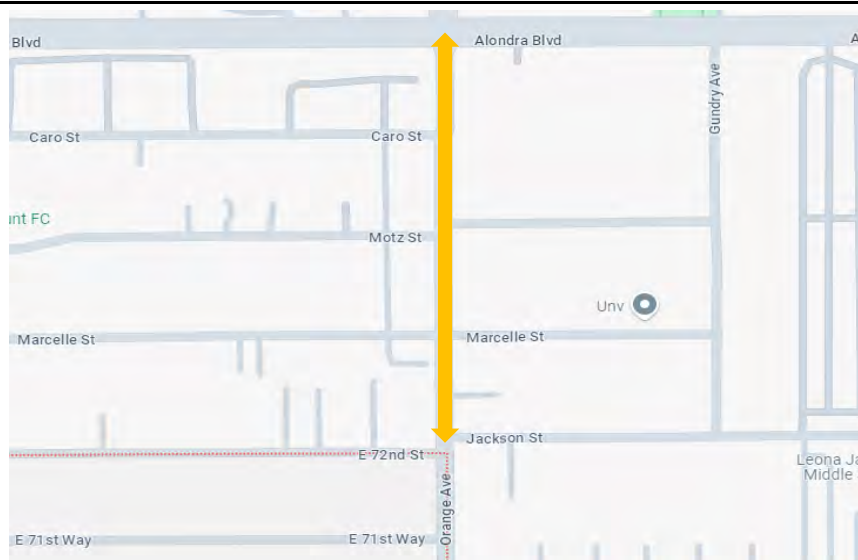 Blvd
Alondra Blvd
A
Gundry Ave
Caro St
Caro St
unt FC
Motz St
Unv
Marcelle St
Marcelle St
Jackson St
E 72nd St
Leona Ja
Middle
Orange Ave
E 71st Way
E 71st Way